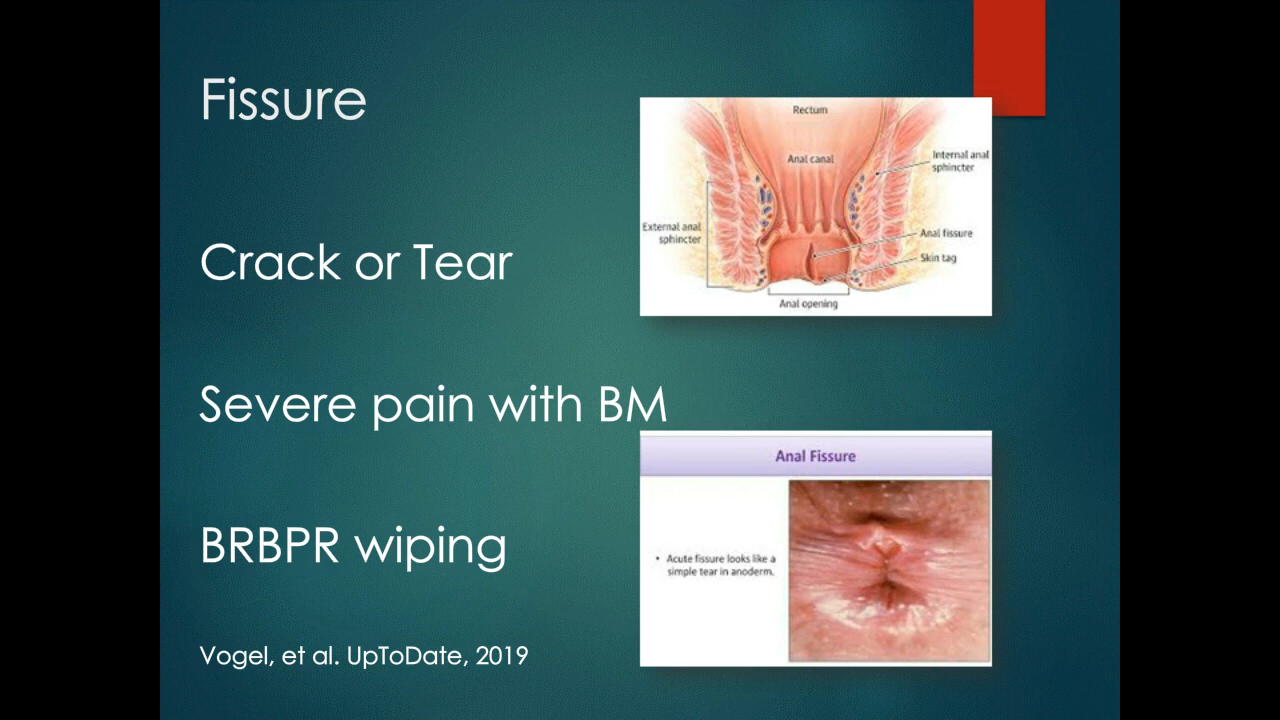 Fissure
Crack or Tear
Severe pain with BM
BRBPR wiping
Vogel, et al. UpToDate, 2019
Rectum
Anal canal
Internal anal
sphincter
External anal
sphincter
Anal fissure
Skin tag
Anal opening
Anal Fissure
• Acute fissure looks like a
simple tear in anoderm.